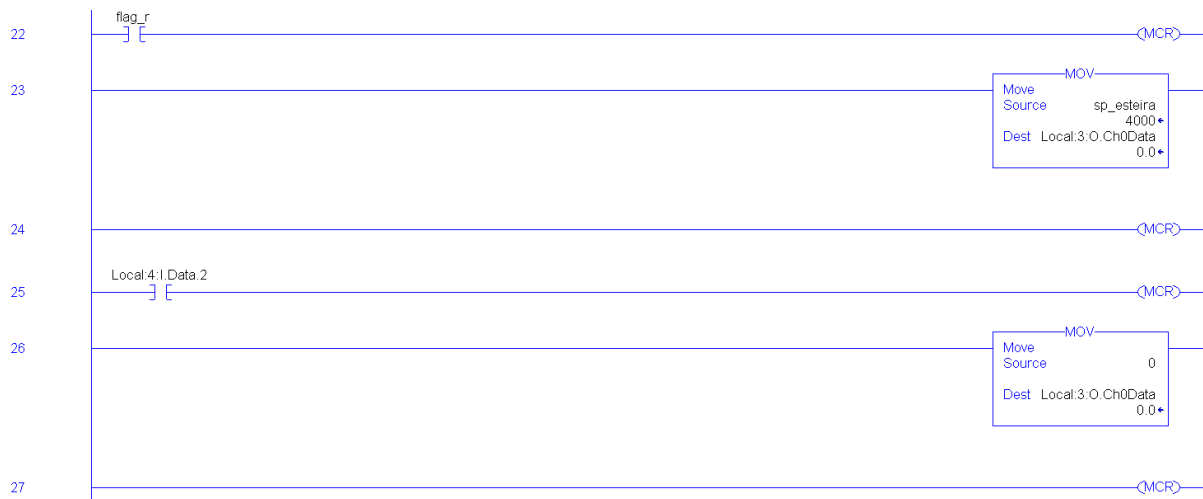 flag_r
22
(MCR)
MOV
23
Move
Source sp_esteira
4000
Dest Local:3:O.Ch0Data
0.0
24
(MCR)
Local:4:I.Data.2
25
(MCR)
MOV
26
Move
Source 0
Dest Local:3:O.Ch0Data
0.0
27
(MCR)